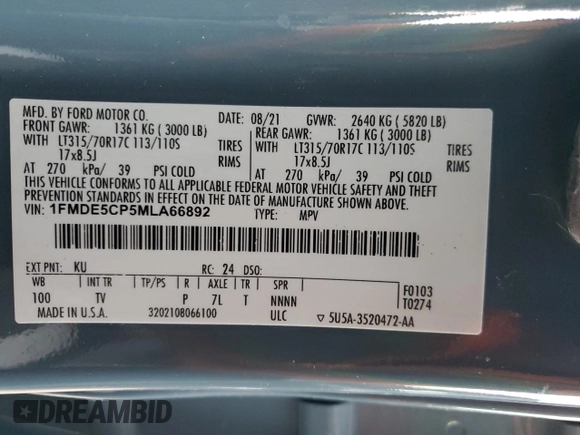 MFD. BY FORD MOTOR CO.
DATE: 08/21 GVWR: 2640 KG ( 5820 LB)
FRONT GAWR: 1361 KG ( 3000 LB) REAR GAWR: 1361 KG ( 3000 LB)
WITH LT315/70R17C 113/110S TIRES WITH LT315/70R17C 113/110S TIRES
17x8.5J RIMS 17x8.5J RIMS
AT 270 kPa/ 39 PSI COLD AT 270 kPa/ 39 PSI COLD
THIS VEHICLE CONFORMS TO ALL APPLICABLE FEDERAL MOTOR VEHICLE SAFETY AND THEFT
PREVENTION STANDARDS IN EFFECT ON THE DATE OF MANUFACTURE SHOWN ABOVE.
VIN: 1FMDE5CP5MLA66892 TYPE: MPV
EXT PNT: KU RC: 24 DSO:
WB INT TR TP/PS R AXLE TR SPR
100 TV P 7L T NNNN
F0103
T0274
MADE IN U.S.A. 3202108066100 ULC ▽ 5U5A-3520472-AA
DREAMBID